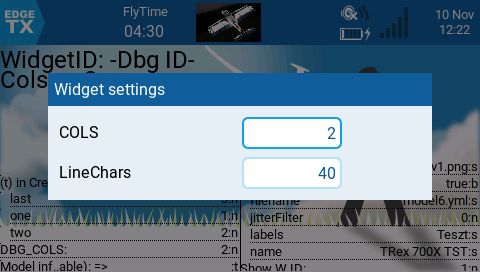 EDGE
TX
FlyTime
04:30
10 Nov
12:22
WidgetID: -Dbg ID-
Cols
Widget settings
COLS
2
LineChars
40
v1.png:s
(t) in Cre
true:b
last
filename
model6.yml:s
one
1:n
jitterFilter
0:n
two
2:n
labels
Teszt:s
DBG_COLS:
2:n
name
TRex 700X TST:s
Model inf..able): =>
:t
Show W.ID:
1:n